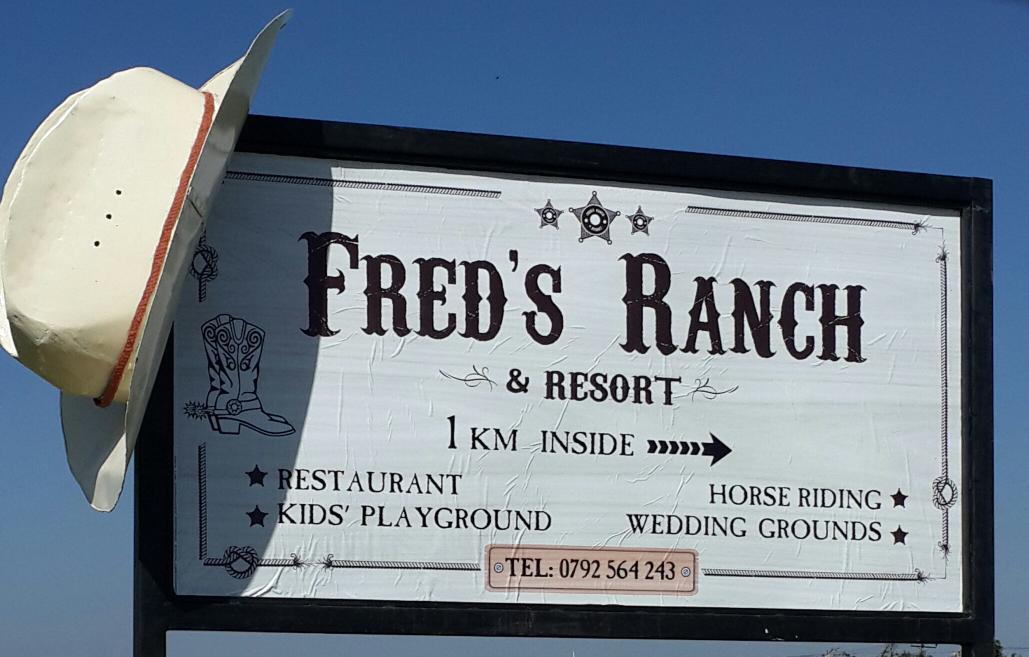 FRED'S RANCH
& RESORT
1 KM INSIDE
RESTAURANT
KIDS' PLAYGROUND
HORSE RIDING
WEDDING GROUNDS
TEL: 0792 564 243